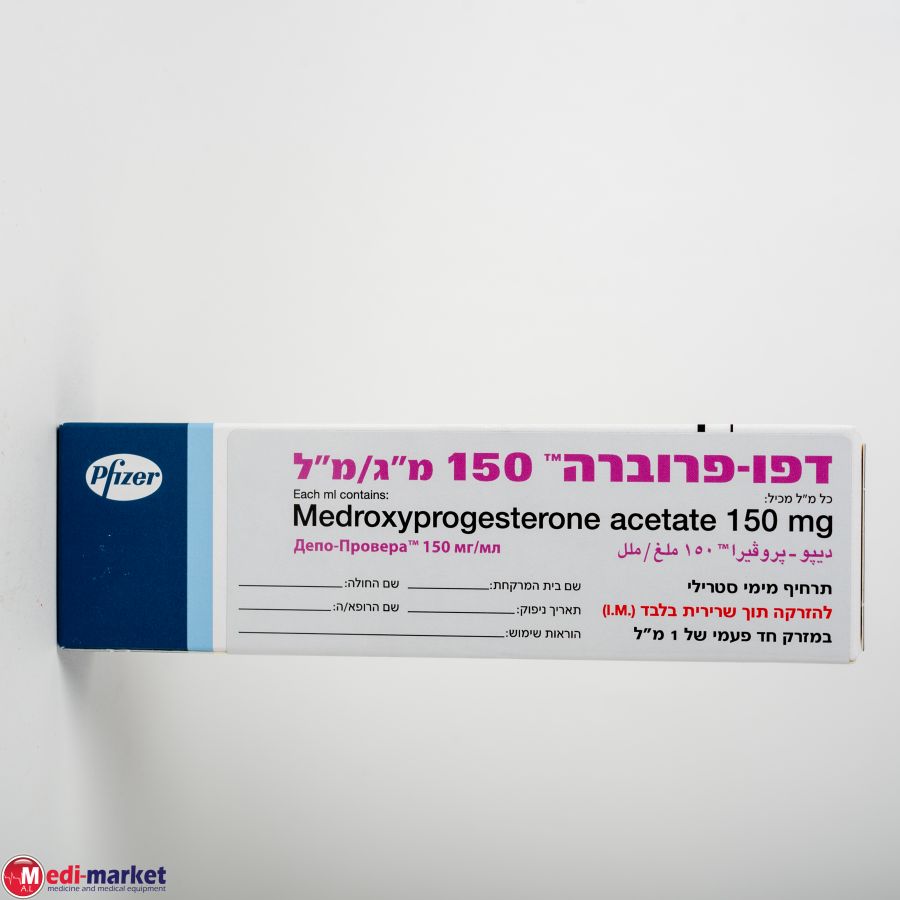 Pfizer
דפו-פרוברה™ 150 מ"ג/מ"ל
Each ml contains:
כל מ"ל מכיל:
Medroxyprogesterone acetate 150 mg
Депо-Провера™ 150 мг/мл
ديپو - پروڤيرا™ ١٥٠ ملغ/ملل
תרחיף מימי סטרילי
להזרקה תוך שרירית בלבד (I.M.)
במזרק חד פעמי של 1 מ"ל
שם בית המרקחת:
שם החולה:
תאריך ניפוק:
שם הרופא/ה:
הוראות שימוש:
Medi-market
A.L
medicine and medical equipment